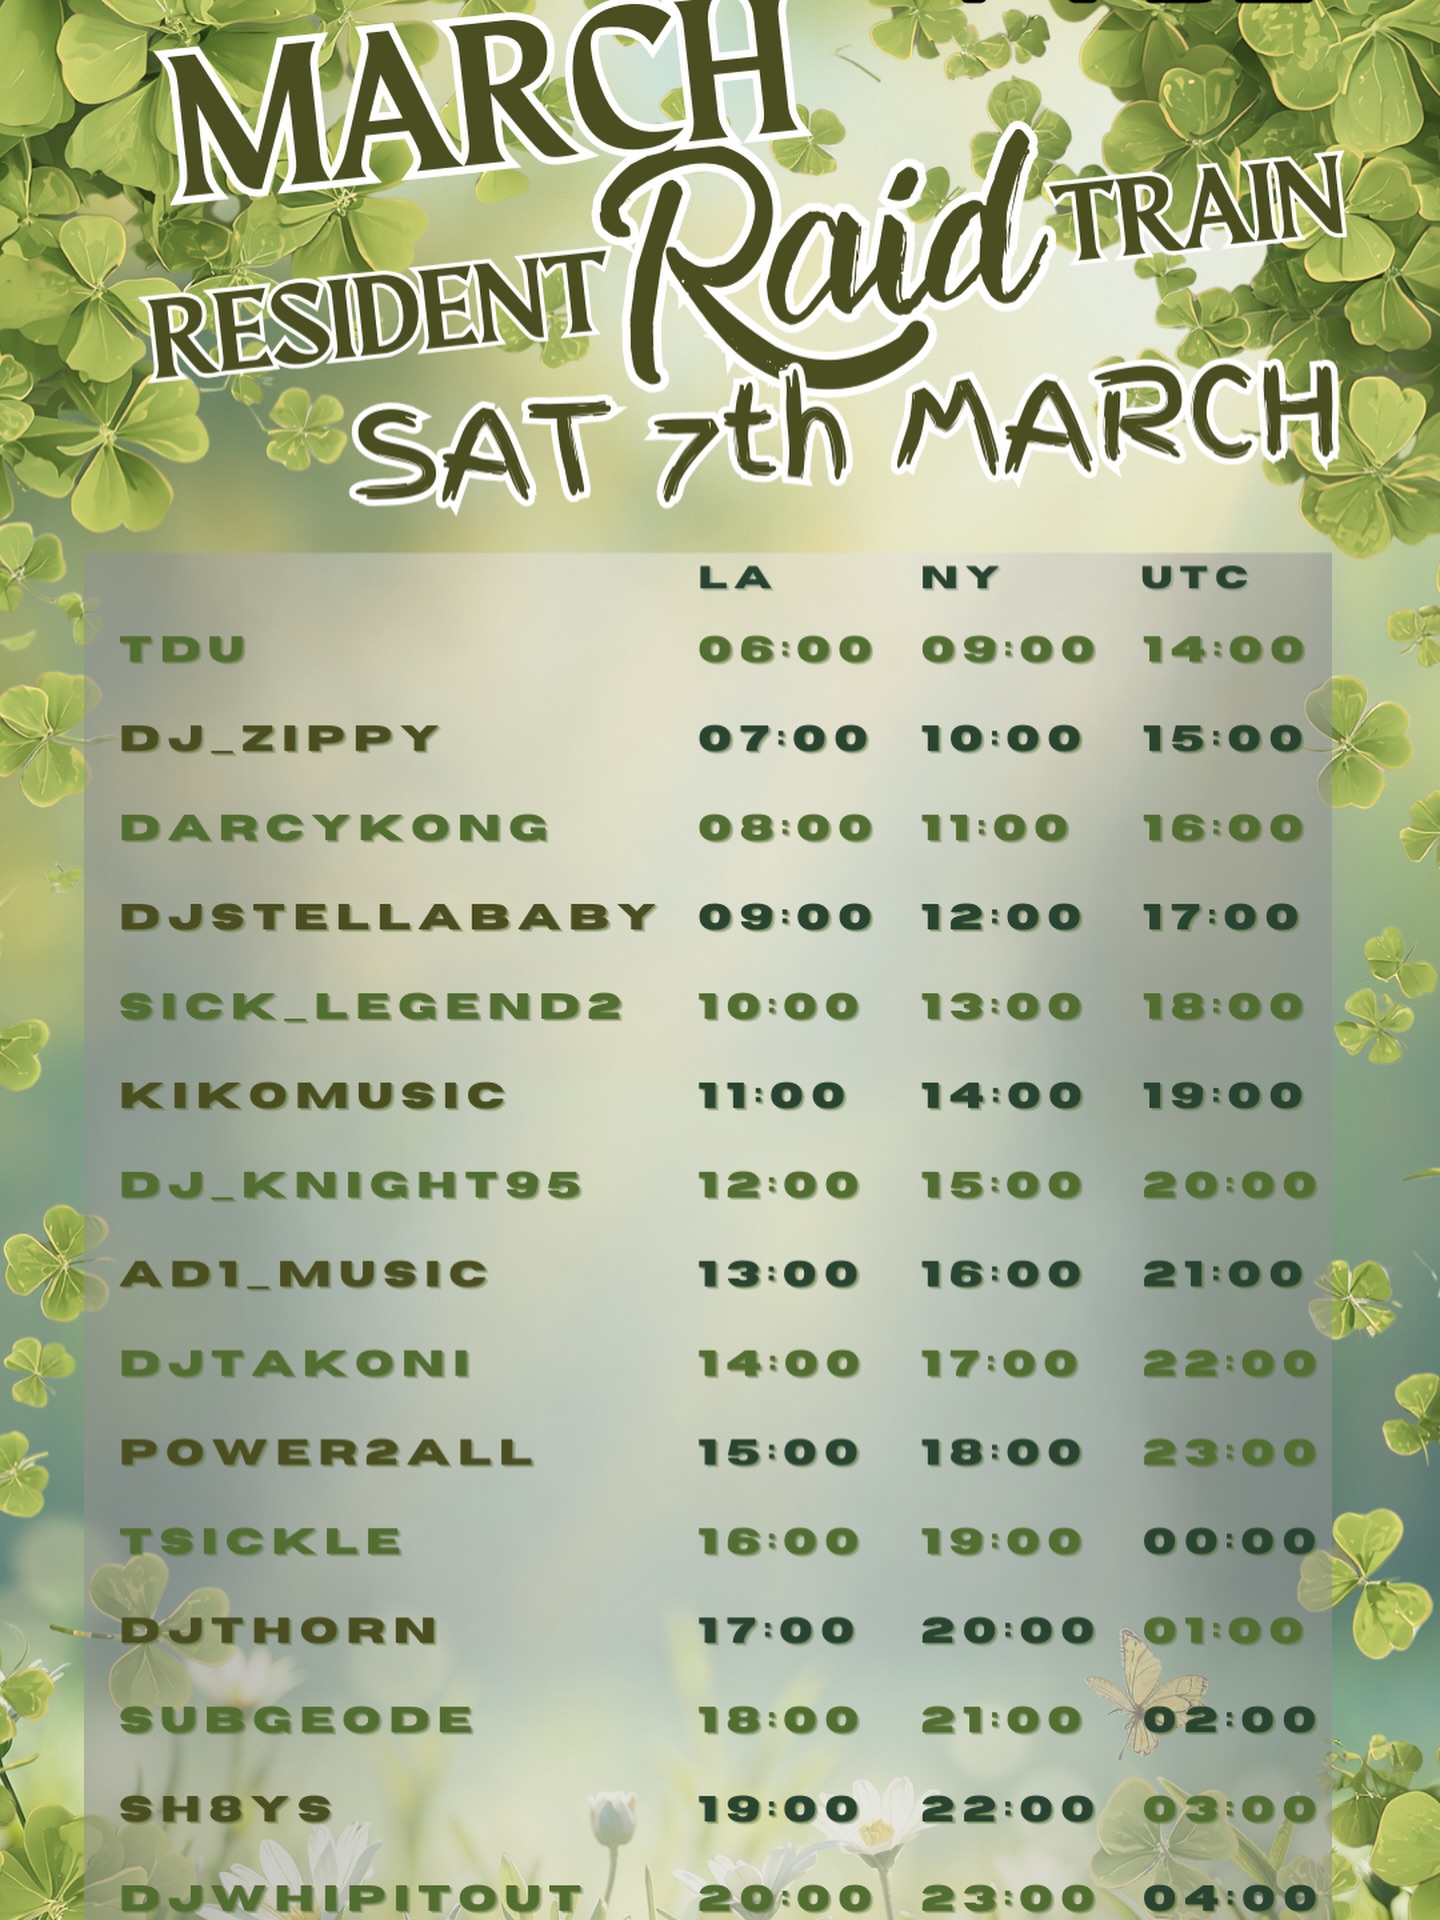 MARCH
RESIDENT Raid TRAIN
SAT 7th MARCH
LA NY UTC
TDU 06:00 09:00 14:00
DJ_ZIPPY 07:00 10:00 15:00
DARCYKONG 08:00 11:00 16:00
DJSTELLABABY 09:00 12:00 17:00
SICK_LEGEND2 10:00 13:00 18:00
KIKOMUSIC 11:00 14:00 19:00
DJ_KNIGHT95 12:00 15:00 20:00
AD1_MUSIC 13:00 16:00 21:00
DJTAKONI 14:00 17:00 22:00
POWER2ALL 15:00 18:00 23:00
TSICKLE 16:00 19:00 00:00
DJTHORN 17:00 20:00 01:00
SUBGEODE 18:00 21:00 02:00
SH8YS 19:00 22:00 03:00
DJWHIPITOUT 20:00 23:00 04:00